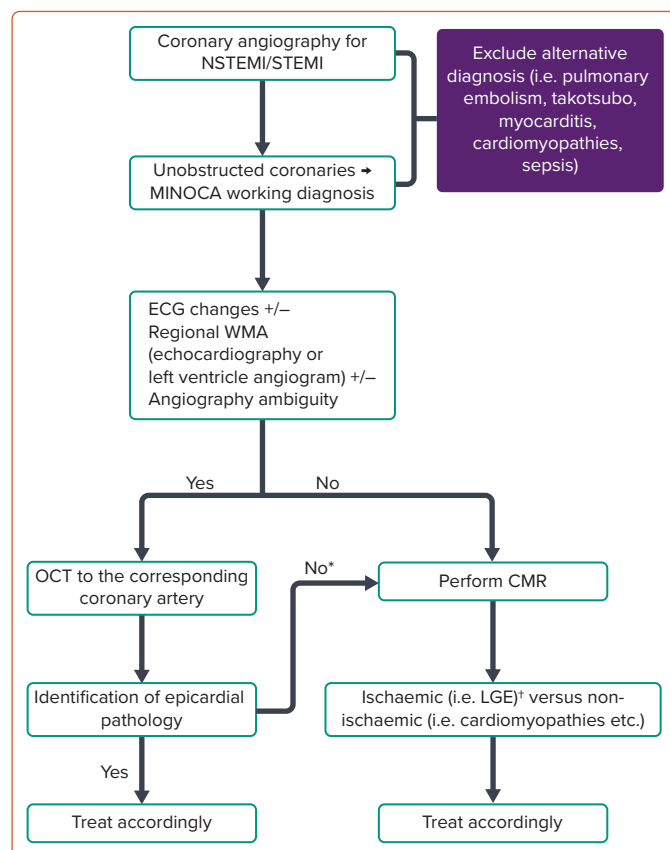 Coronary angiography for
NSTEMI/STEMI
Exclude alternative
diagnosis (i.e. pulmonary
embolism, takotsubo,
myocarditis,
cardiomyopathies,
sepsis)
Unobstructed coronaries →
MINOCA working diagnosis
ECG changes +/–
Regional WMA
(echocardiography or
left ventricle angiogram) +/–
Angiography ambiguity
Yes
No
OCT to the corresponding
coronary artery
No*
Perform CMR
Identification of epicardial
pathology
Ischaemic (i.e. LGE)† versus non-
ischaemic (i.e. cardiomyopathies etc.)
Yes
Treat accordingly
Treat accordingly